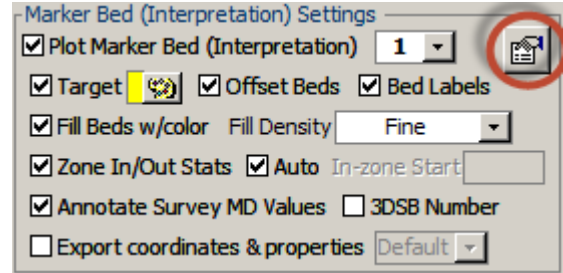 Marker Bed (Interpretation) Settings
Plot Marker Bed (Interpretation) 1
Target Offset Beds Bed Labels
Fill Beds w/color Fill Density Fine
Zone In/Out Stats Auto In-zone Start
Annotate Survey MD Values 3DSB Number
Export coordinates & properties Default